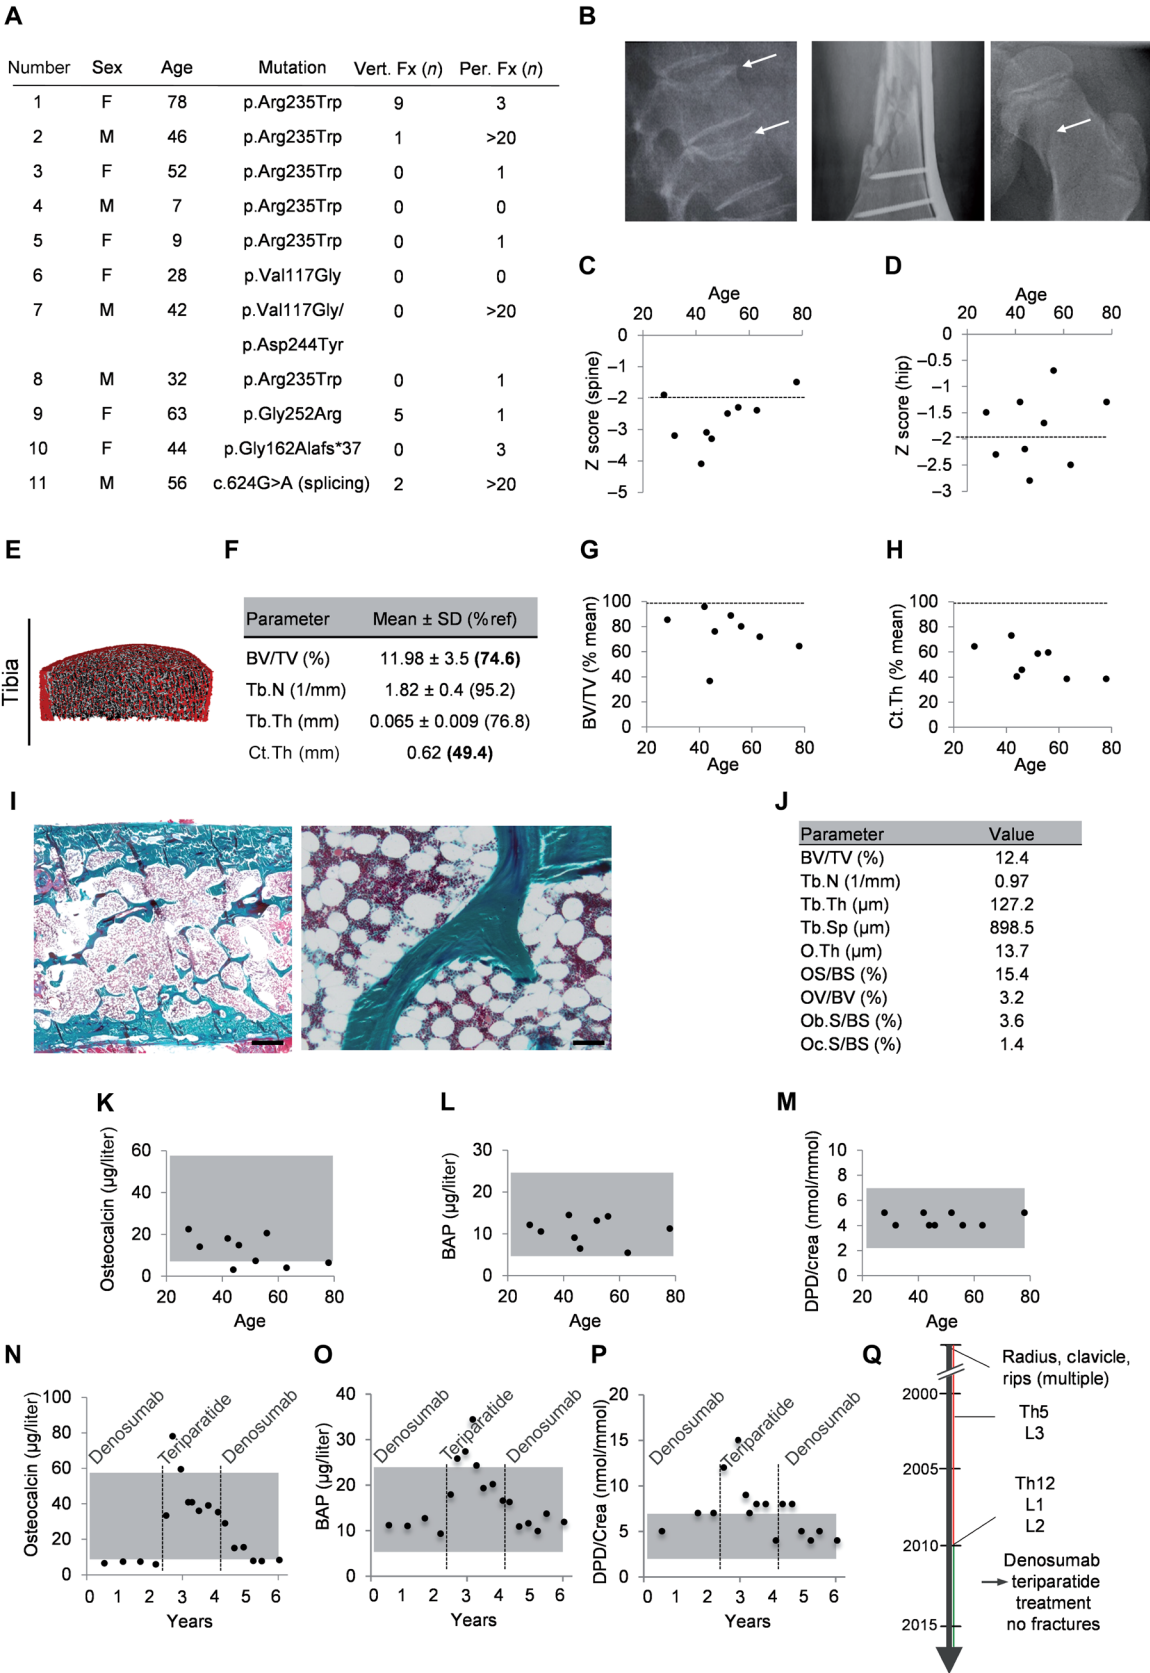 A
Number Sex Age Mutation Vert. Fx (n) Per. Fx (n)
1 F 78 p.Arg235Trp 9 3
2 M 46 p.Arg235Trp 1 >20
3 F 52 p.Arg235Trp 0 1
4 M 7 p.Arg235Trp 0 0
5 F 9 p.Arg235Trp 0 1
6 F 28 p.Val117Gly 0 0
7 M 42 p.Val117Gly/ 0 >20
p.Asp244Tyr
8 M 32 p.Arg235Trp 0 1
9 F 63 p.Gly252Arg 5 1
10 F 44 p.Gly162Alafs*37 0 3
11 M 56 c.624G>A (splicing) 2 >20
B
C
Age
20 40 60 80
0
–1
–2
–3
–4
–5
Z score (spine)
D
Age
20 40 60 80
0
–0.5
–1
–1.5
–2
–2.5
–3
Z score (hip)
E
Tibia
F
Parameter Mean ± SD (%ref)
BV/TV (%) 11.98 ± 3.5 (74.6)
Tb.N (1/mm) 1.82 ± 0.4 (95.2)
Tb.Th (mm) 0.065 ± 0.009 (76.8)
Ct.Th (mm) 0.62 (49.4)
G
BV/TV (% mean)
100
80
60
40
20
0
20 40 60 80
Age
H
Ct.Th (% mean)
100
80
60
40
20
0
20 40 60 80
Age
I
J
Parameter Value
BV/TV (%) 12.4
Tb.N (1/mm) 0.97
Tb.Th (µm) 127.2
Tb.Sp (µm) 898.5
O.Th (µm) 13.7
OS/BS (%) 15.4
OV/BV (%) 3.2
Ob.S/BS (%) 3.6
Oc.S/BS (%) 1.4
K
Osteocalcin (µg/liter)
60
40
20
0
20 40 60 80
Age
L
BAP (µg/liter)
30
20
10
0
20 40 60 80
Age
M
DPD/crea (nmol/mmol)
10
8
6
4
2
0
20 40 60 80
Age
N
Osteocalcin (µg/liter)
100
80
60
40
20
0
Denosumab
Teriparatide
Denosumab
0 1 2 3 4 5 6
Years
O
BAP (µg/liter)
40
30
20
10
0
Denosumab
Teriparatide
Denosumab
0 1 2 3 4 5 6
Years
P
DPD/Crea (nmol/mmol)
20
15
10
5
0
Denosumab
Teriparatide
Denosumab
0 1 2 3 4 5 6
Years
Q
Radius, clavicle,
rips (multiple)
2000
Th5
L3
2005
Th12
L1
L2
2010
Denosumab
teriparatide
treatment
no fractures
2015